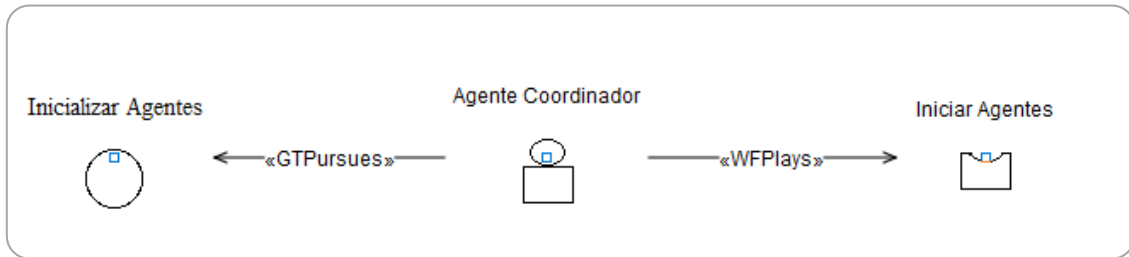 Inicializar Agentes
Agente Coordinador
Iniciar Agentes
«GTPursues»
«WFPlays»